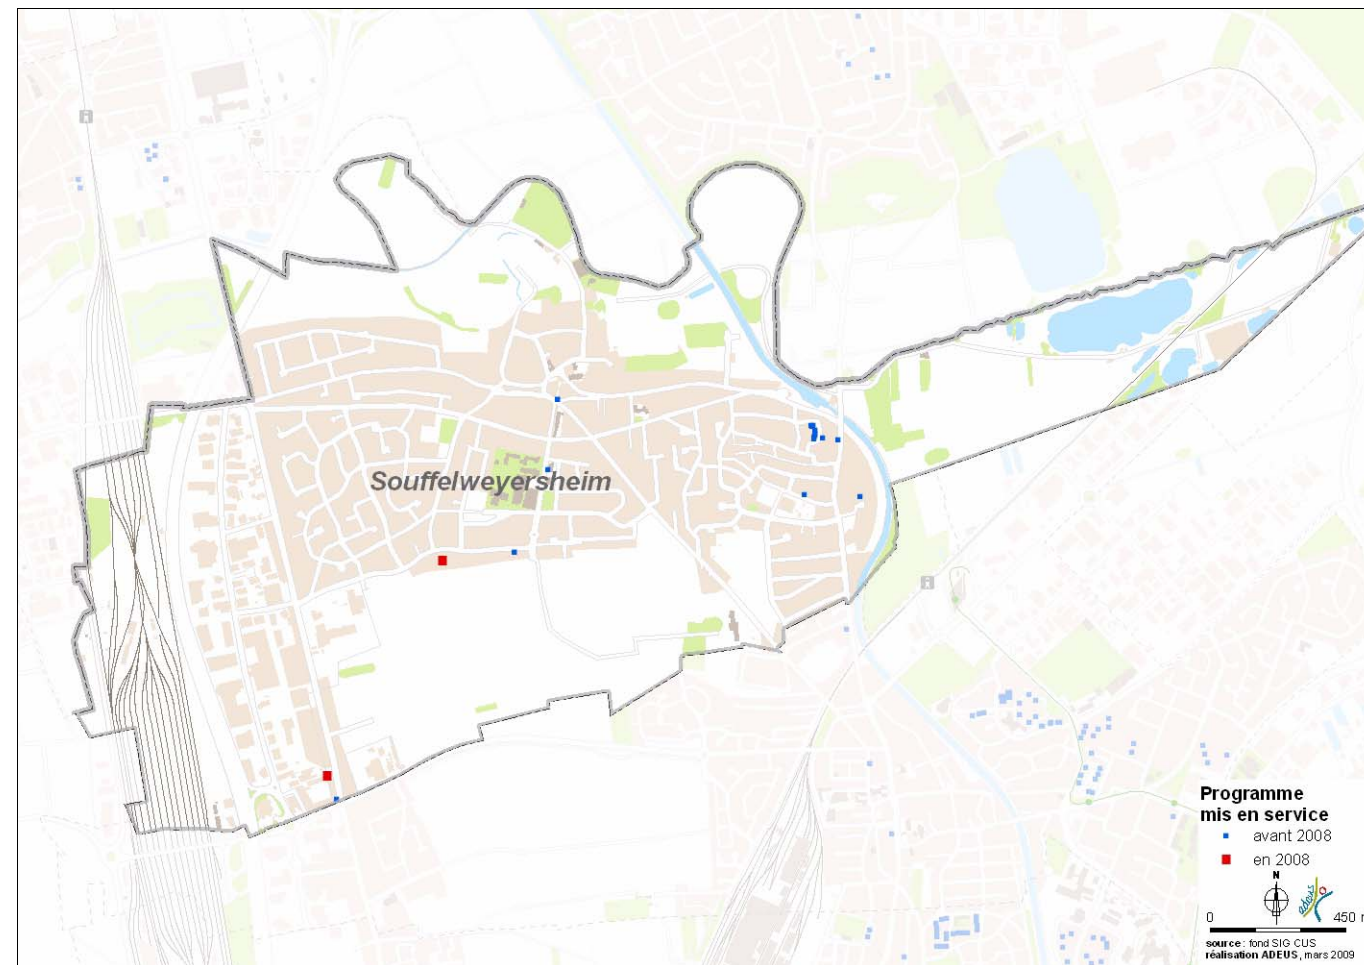 Souffelweyersheim
Programme
mis en service
avant 2008
en 2008
N
adeus
0 450 m
source : fond SIG CUS
réalisation ADEUS, mars 2009